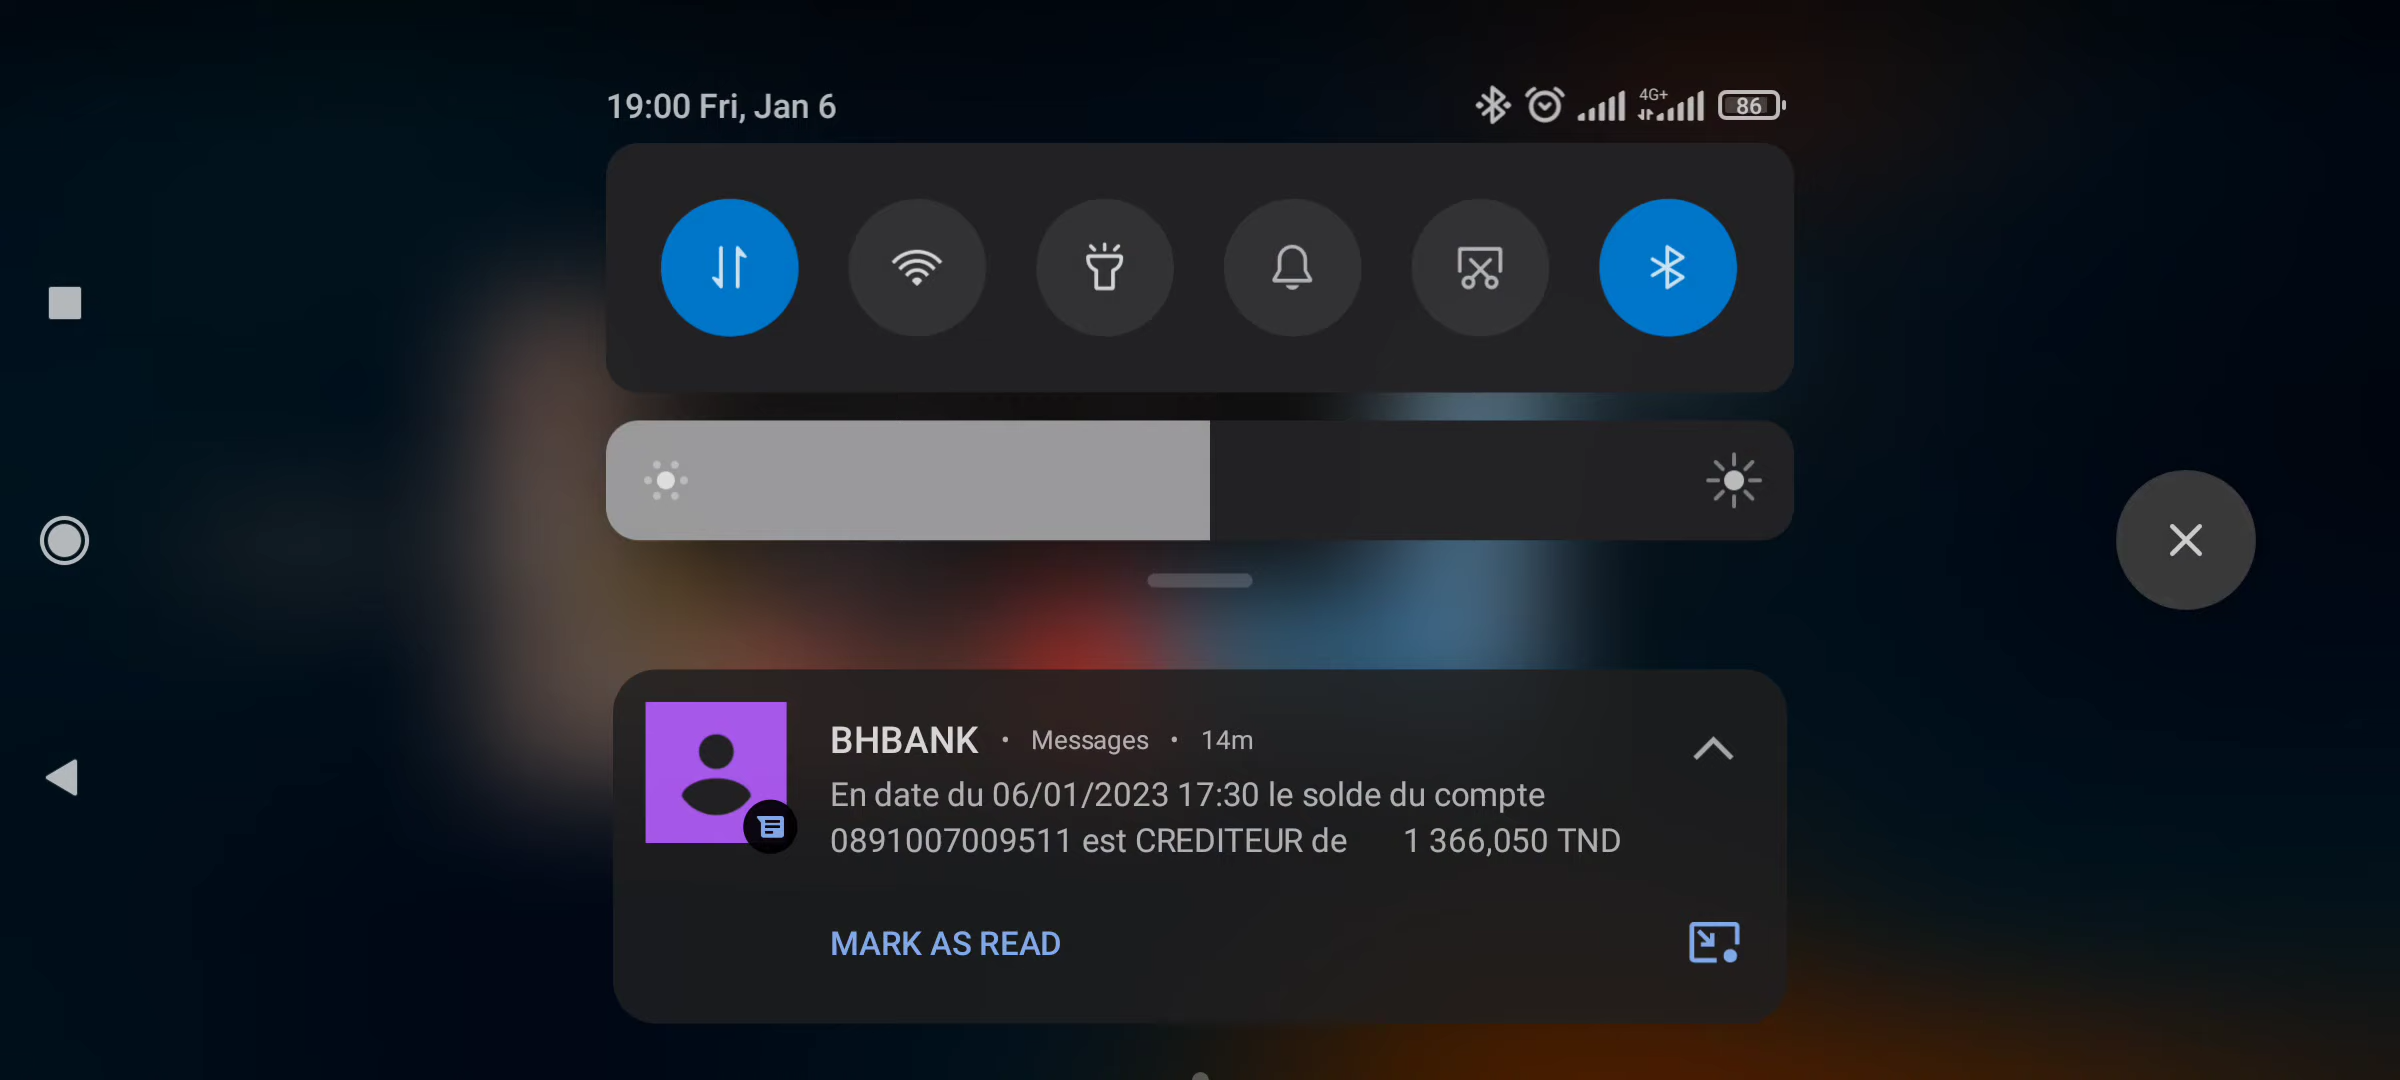 19:00 Fri, Jan 6
4G+
86
BHBANK • Messages • 14m
En date du 06/01/2023 17:30 le solde du compte
0891007009511 est CREDITEUR de 1 366,050 TND
MARK AS READ